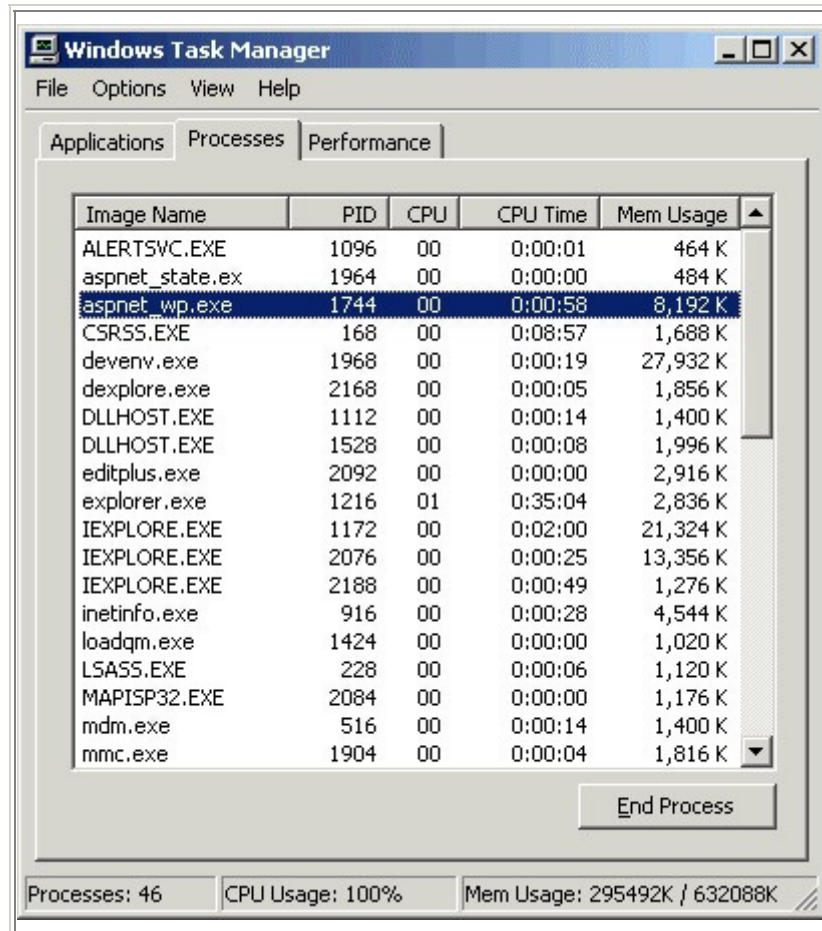 Windows Task Manager
File Options View Help
Applications Processes Performance
Image Name PID CPU CPU Time Mem Usage
ALERTSVC.EXE 1096 00 0:00:01 464 K
aspnet_state.ex 1964 00 0:00:00 484 K
aspnet_wp.exe 1744 00 0:00:58 8,192 K
CSRSS.EXE 168 00 0:08:57 1,688 K
devenv.exe 1968 00 0:00:19 27,932 K
dexplore.exe 2168 00 0:00:05 1,856 K
DLLHOST.EXE 1112 00 0:00:14 1,400 K
DLLHOST.EXE 1528 00 0:00:08 1,996 K
editplus.exe 2092 00 0:00:00 2,916 K
explorer.exe 1216 01 0:35:04 2,836 K
IEXPLORE.EXE 1172 00 0:02:00 21,324 K
IEXPLORE.EXE 2076 00 0:00:25 13,356 K
IEXPLORE.EXE 2188 00 0:00:49 1,276 K
inetinfo.exe 916 00 0:00:28 4,544 K
loadqm.exe 1424 00 0:00:00 1,020 K
LSASS.EXE 228 00 0:00:06 1,120 K
MAPISP32.EXE 2084 00 0:00:00 1,176 K
mdm.exe 516 00 0:00:14 1,400 K
mmc.exe 1904 00 0:00:04 1,816 K
End Process
Processes: 46 CPU Usage: 100% Mem Usage: 295492K / 632088K